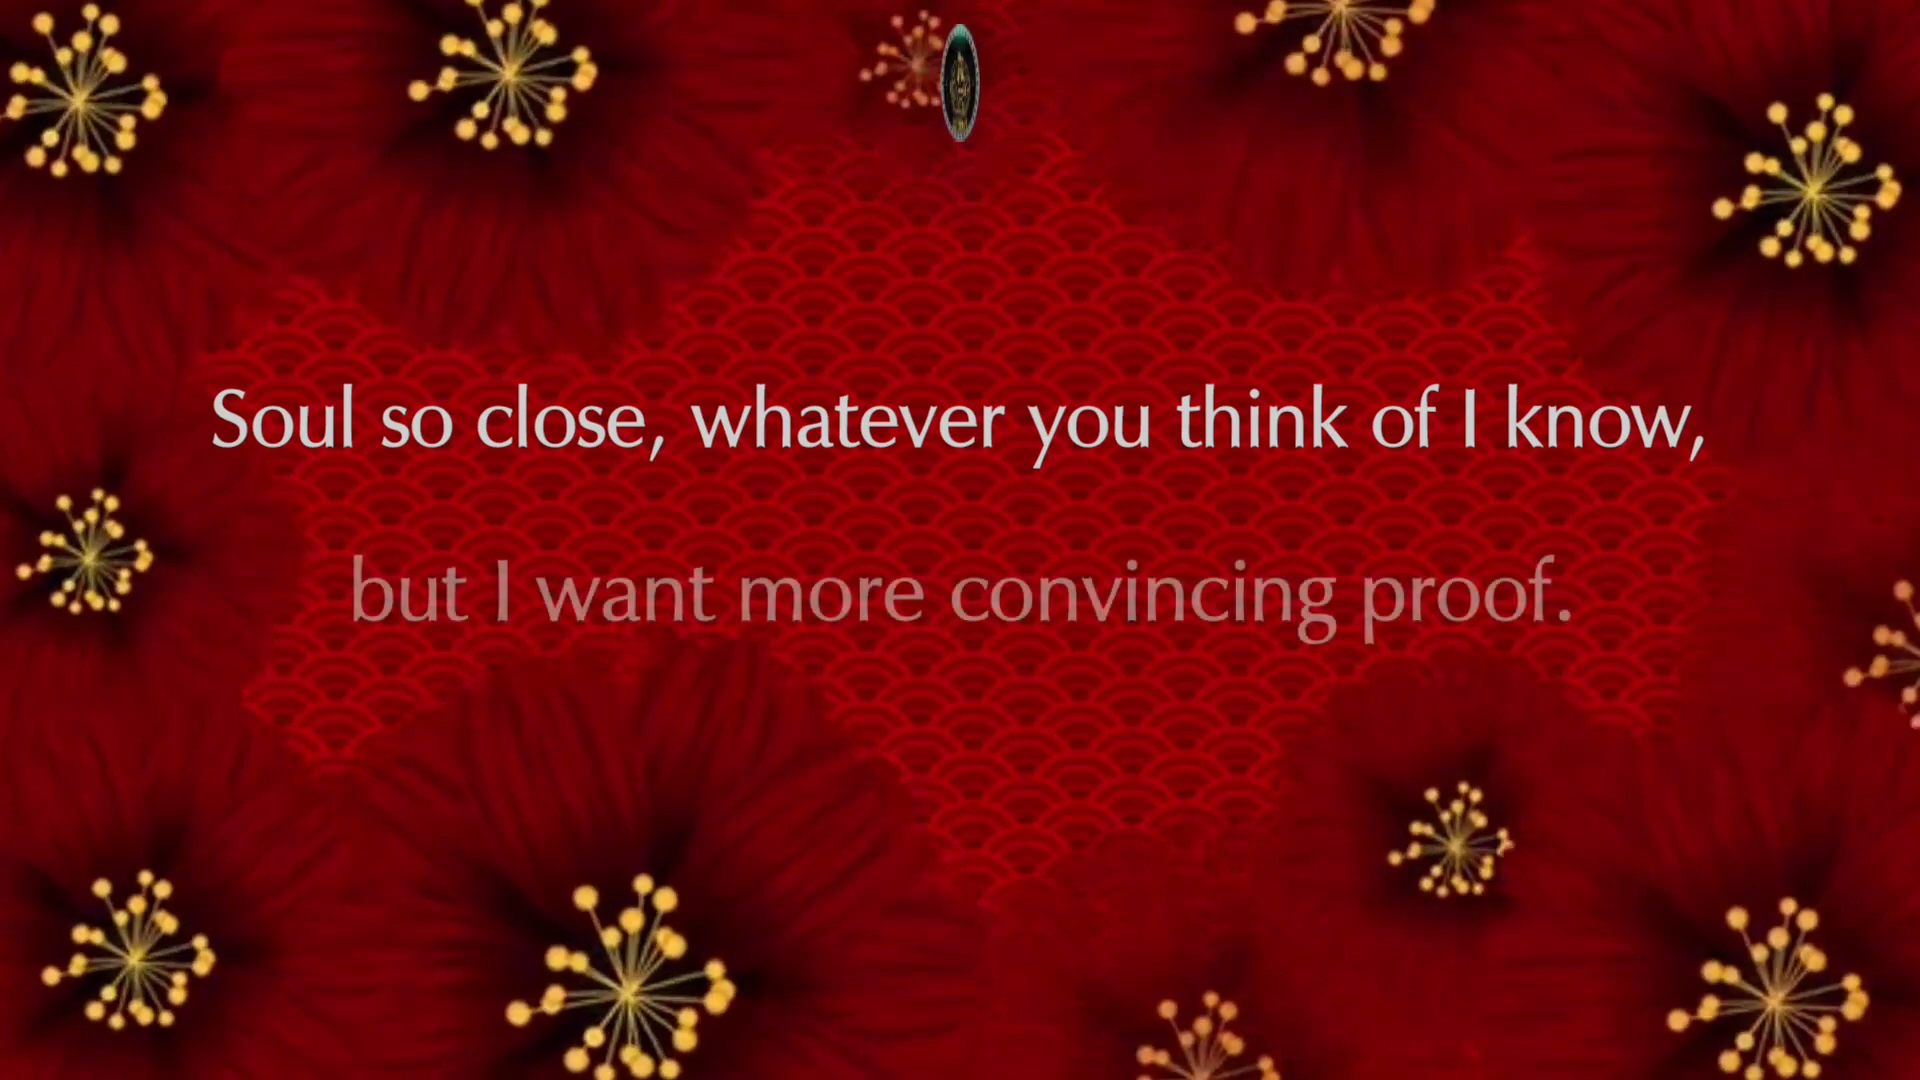 Soul so close, whatever you think of I know,
but I want more convincing proof.